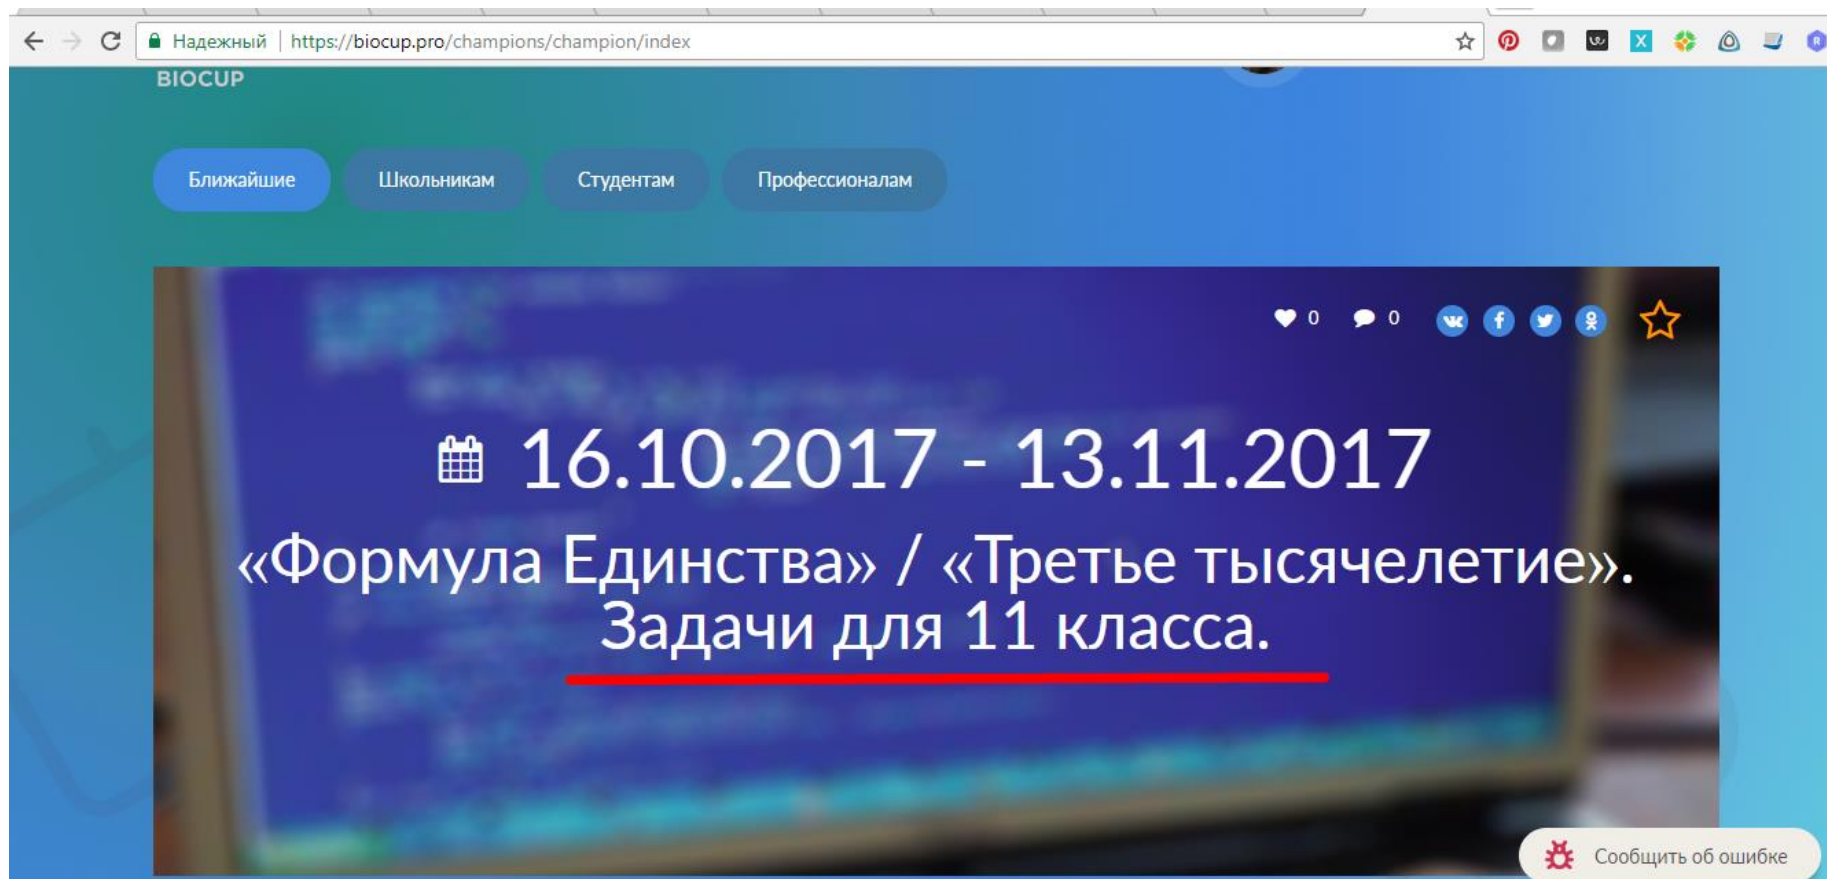 Надежный | https://biocup.pro/champions/champion/index
BIOCUP
Ближайшие Школьникам Студентам Профессионалам
0 0
16.10.2017 - 13.11.2017
«Формула Единства» / «Третье тысячелетие».
Задачи для 11 класса.
Сообщить об ошибке